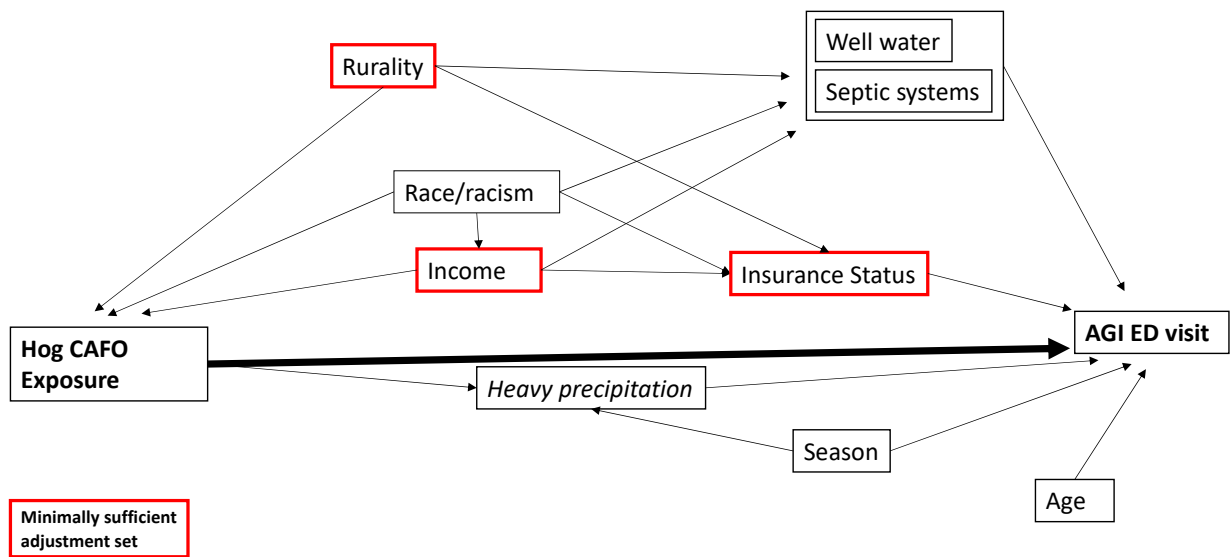 Well water
Rurality
Septic systems
Race/racism
Income
Insurance Status
Hog CAFO
Exposure
AGI ED visit
Heavy precipitation
Season
Age
Minimally sufficient
adjustment set